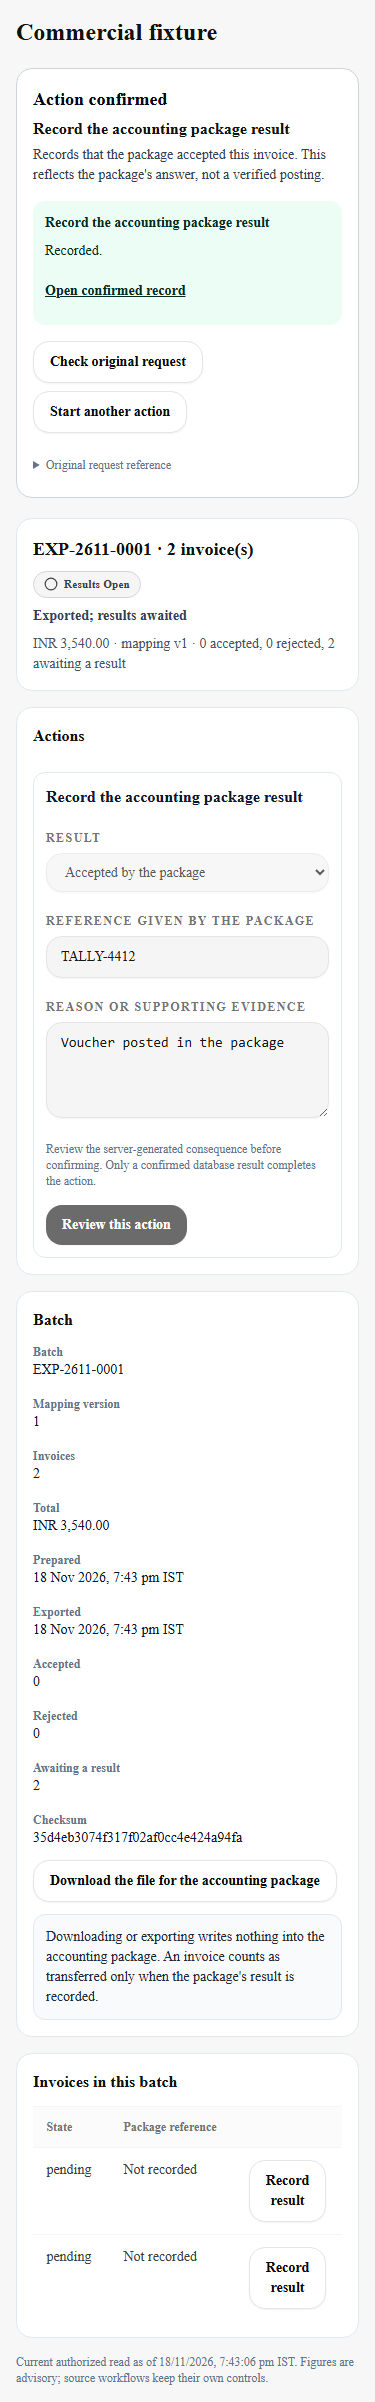 Commercial fixture
Action confirmed
Record the accounting package result
Records that the package accepted this invoice. This
reflects the package's answer, not a verified posting.
Record the accounting package result
Recorded.
Open confirmed record
Check original request
Start another action
Original request reference
EXP-2611-0001 · 2 invoice(s)
Results Open
Exported; results awaited
INR 3,540.00 · mapping v1 · 0 accepted, 0 rejected, 2
awaiting a result
Actions
Record the accounting package result
RESULT
Accepted by the package
REFERENCE GIVEN BY THE PACKAGE
TALLY-4412
REASON OR SUPPORTING EVIDENCE
Voucher posted in the package
Review the server-generated consequence before
confirming. Only a confirmed database result completes
the action.
Review this action
Batch
Batch
EXP-2611-0001
Mapping version
1
Invoices
2
Total
INR 3,540.00
Prepared
18 Nov 2026, 7:43 pm IST
Exported
18 Nov 2026, 7:43 pm IST
Accepted
0
Rejected
0
Awaiting a result
2
Checksum
35d4eb3074f317f02af0cc4e424a94fa
Download the file for the accounting package
Downloading or exporting writes nothing into the
accounting package. An invoice counts as
transferred only when the package's result is
recorded.
Invoices in this batch
State Package reference
pending Not recorded Record
result
pending Not recorded Record
result
Current authorized read as of 18/11/2026, 7:43:06 pm IST. Figures are
advisory; source workflows keep their own controls.